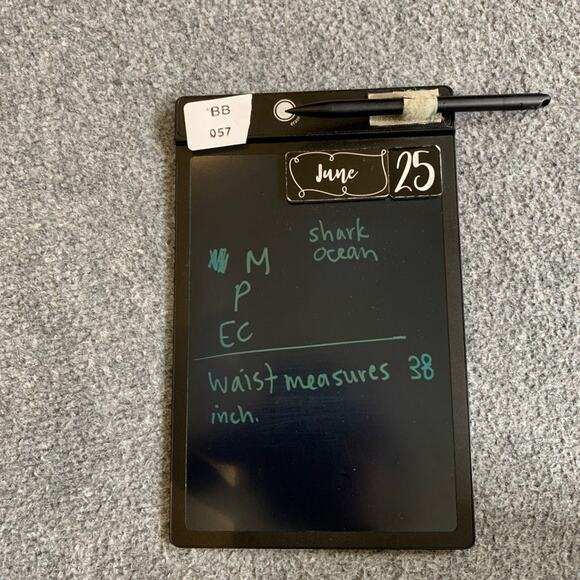 BB
057
June 25
shark
ocean
M
P
EC
waist measures 38
inch.